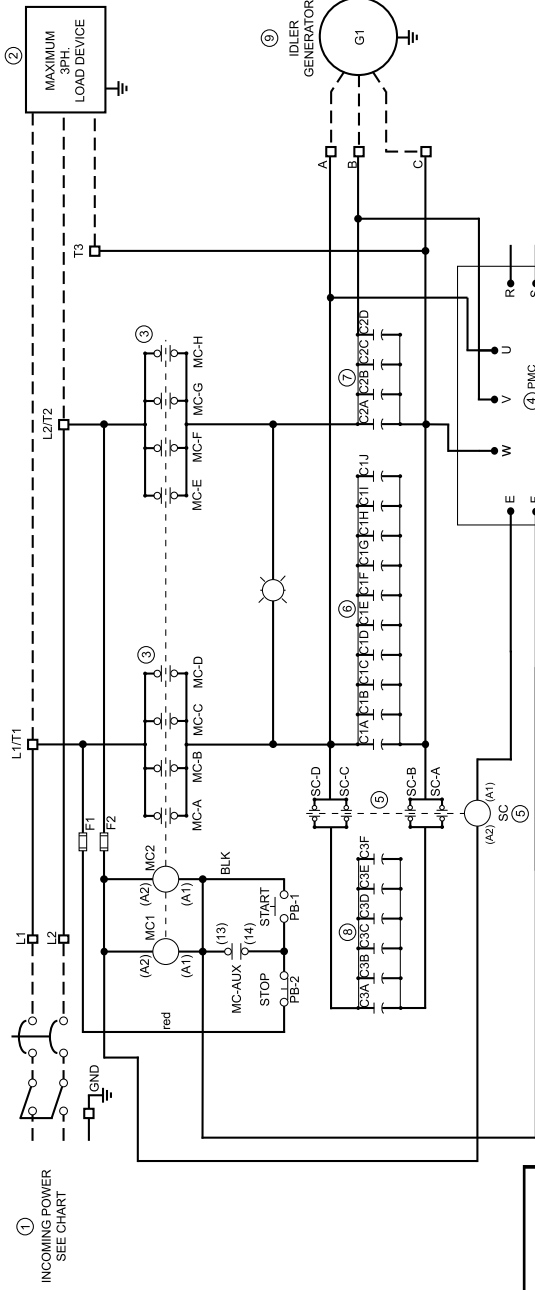 ①
INCOMING POWER
SEE CHART
GND
L1
L2
L1/T1
L2/T2
T3
②
MAXIMUM
3PH.
LOAD DEVICE
F1
F2
red
(A2)
MC1
(A1)
(A2)
MC2
(A1)
BLK
MC-AUX
(13)
(14)
STOP
PB-2
START
PB-1
③
MC-A
MC-B
MC-C
MC-D
③
MC-E
MC-F
MC-G
MC-H
⑨
IDLER
GENERATOR
G1
A
B
C
⑧
C3A
C3B
C3C
C3D
C3E
C3F
SC-D
SC-C
⑤
SC-B
SC-A
(A2)
(A1)
SC
⑤
⑥
C1A
C1B
C1C
C1D
C1E
C1F
C1G
C1H
C1I
C1J
⑦
C2A
C2B
C2C
C2D
E
W
V
U
R
④ PMC